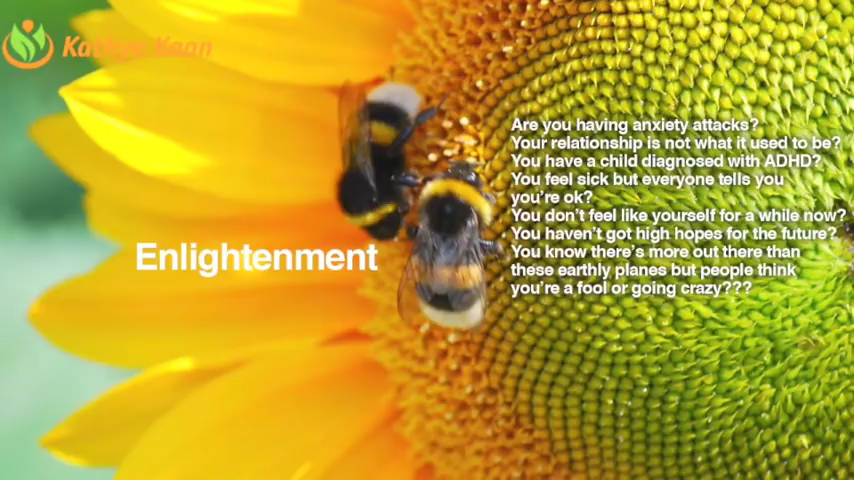 Enlightenment
Are you having anxiety attacks?
Your relationship is not what it used to be?
You have a child diagnosed with ADHD?
You feel sick but everyone tells you
you're ok?
You don't feel like yourself for a while now?
You haven't got high hopes for the future?
You know there's more out there than
these earthly planes but people think
you're a fool or going crazy???